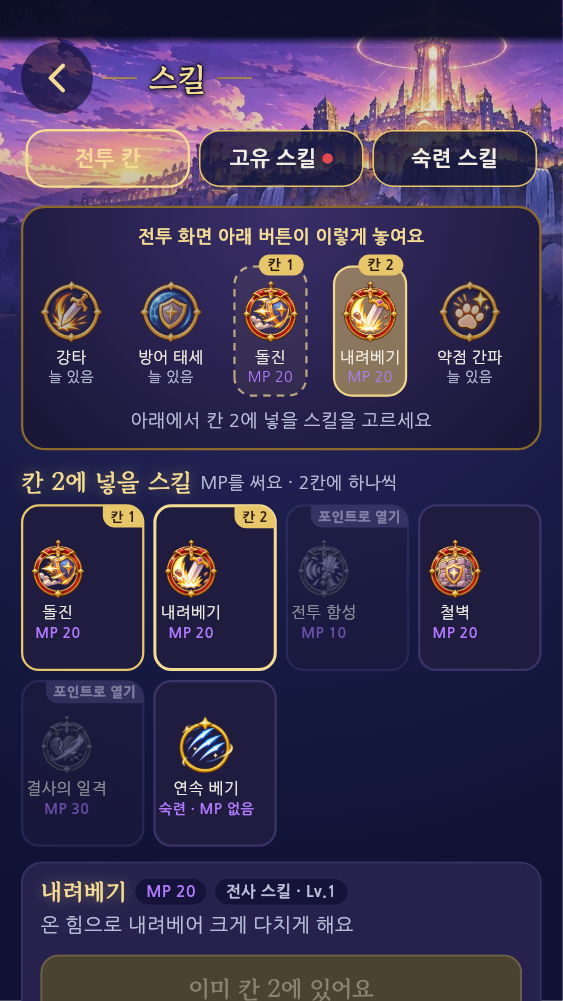 스킬
전투 칸
고유 스킬
숙련 스킬
전투 화면 아래 버튼이 이렇게 놓여요
칸 1
칸 2
강타
늘 있음
방어 태세
늘 있음
돌진
MP 20
내려베기
MP 20
약점 간파
늘 있음
아래에서 칸 2에 넣을 스킬을 고르세요
칸 2에 넣을 스킬 MP를 써요 · 2칸에 하나씩
칸 1
돌진
MP 20
칸 2
내려베기
MP 20
포인트로 열기
전투 함성
MP 10
철벽
MP 20
포인트로 열기
결사의 일격
MP 30
연속 베기
숙련 · MP 없음
내려베기 MP 20 전사 스킬 · Lv.1
온 힘으로 내려베어 크게 다치게 해요
이미 칸 2에 있어요